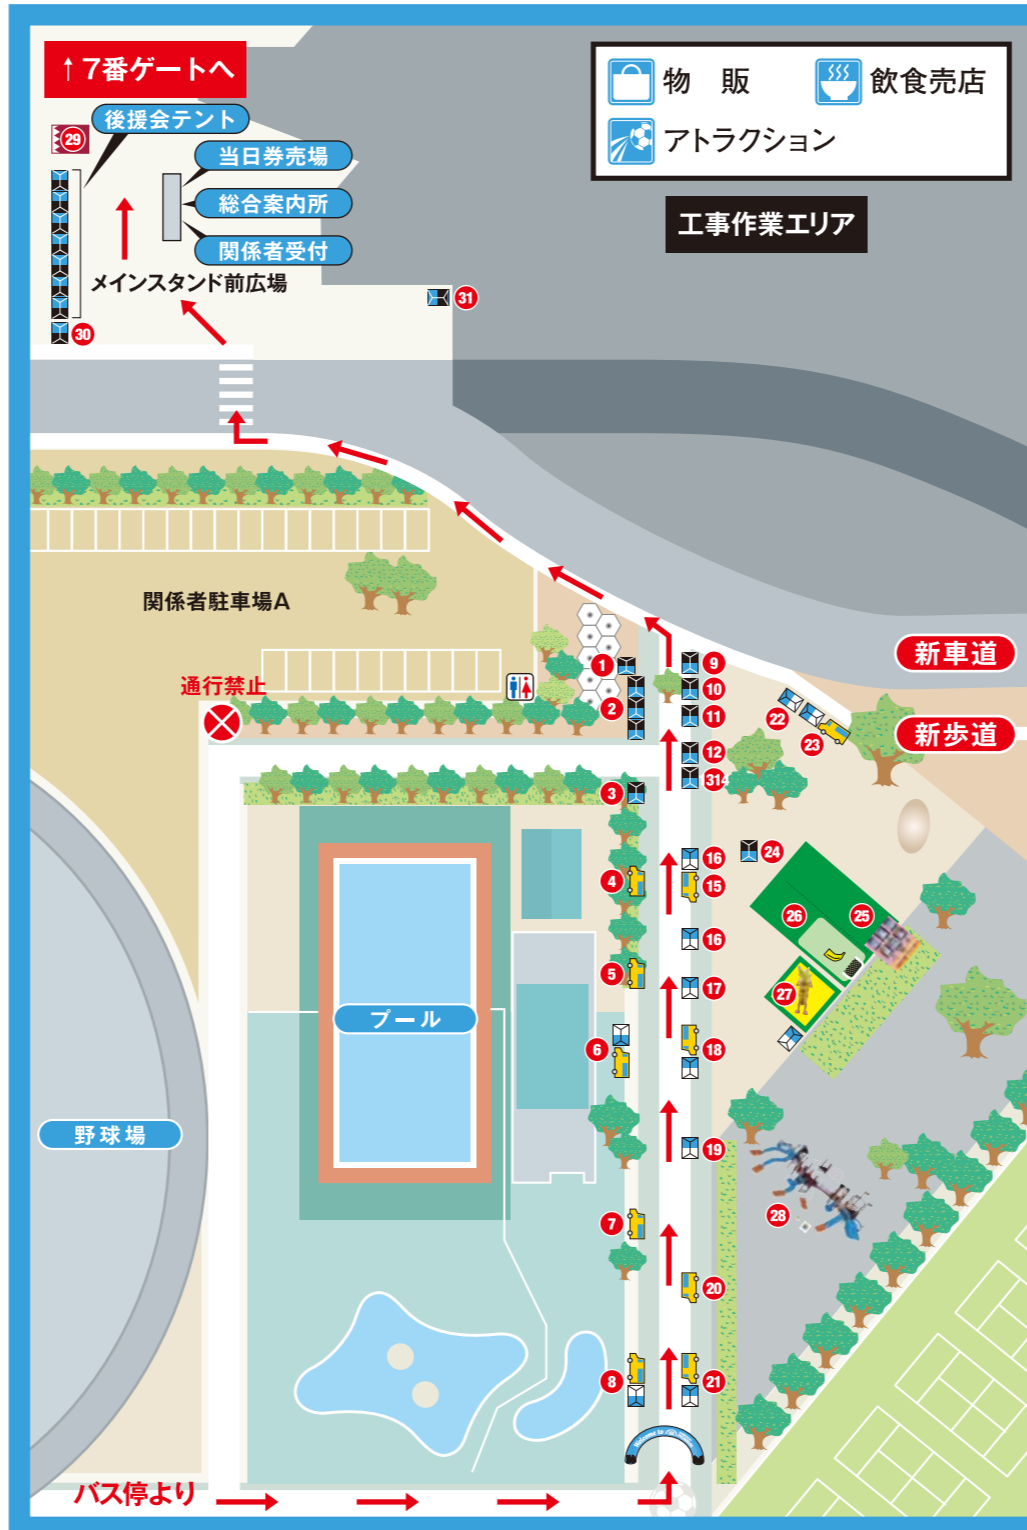 ↑7番ゲートへ
物　販
飲食売店
アトラクション
工事作業エリア
29
後援会テント
当日券売場
総合案内所
関係者受付
メインスタンド前広場
30
31
関係者駐車場A
通行禁止
新車道
新歩道
1
2
3
4
5
6
7
8
9
10
11
12
314
16
15
16
17
18
19
20
21
22
23
24
25
26
27
28
プール
野球場
Welcome to
バス停より